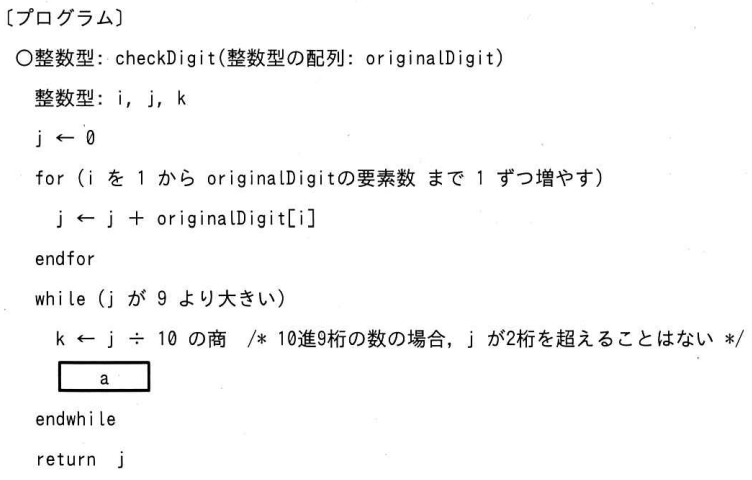 〔プログラム〕
○整数型: checkDigit(整数型の配列: originalDigit)
整数型: i, j, k
j ← 0
for (i を 1 から originalDigitの要素数 まで 1 ずつ増やす)
j ← j ＋ originalDigit[i]
endfor
while (j が 9 より大きい)
k ← j ÷ 10 の商 /* 10進9桁の数の場合，j が2桁を超えることはない */
a
endwhile
return j